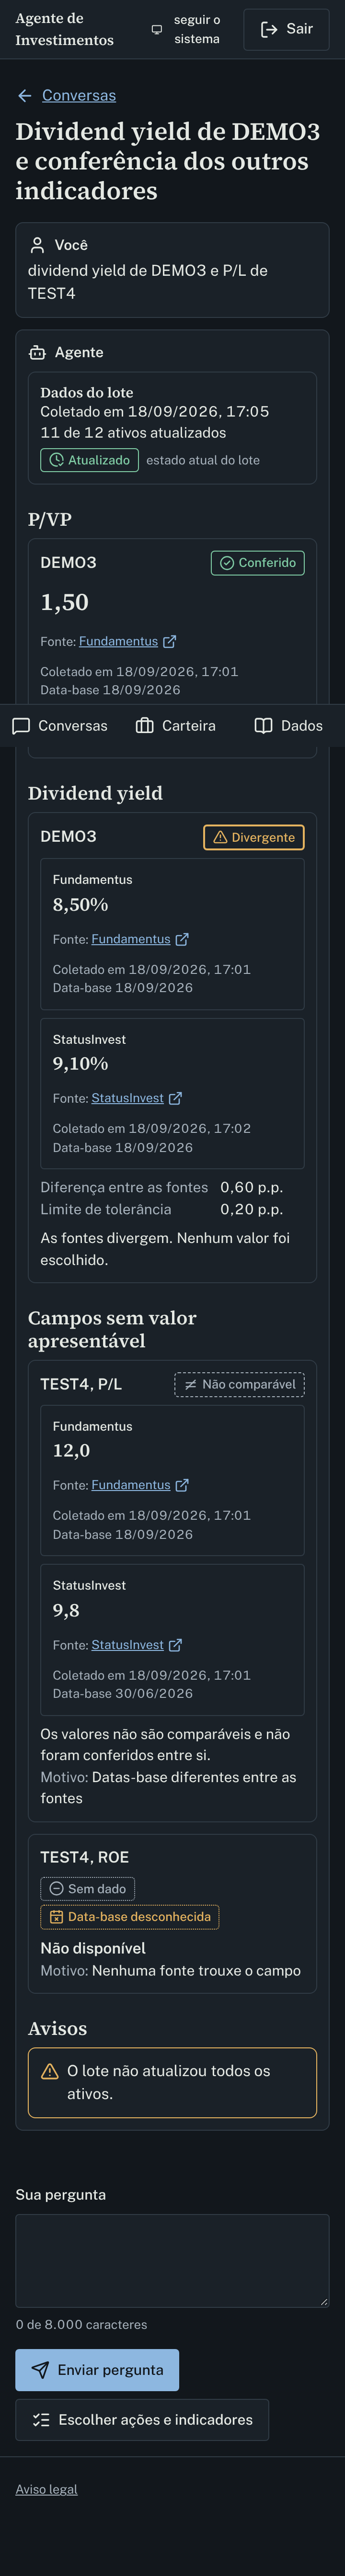 Agente de
Investimentos
seguir o
sistema
Sair
Conversas
Dividend yield de DEMO3
e conferência dos outros
indicadores
Você
dividend yield de DEMO3 e P/L de
TEST4
Agente
Dados do lote
Coletado em 18/09/2026, 17:05
11 de 12 ativos atualizados
Atualizado
estado atual do lote
P/VP
DEMO3
Conferido
1,50
Fonte: Fundamentus
Coletado em 18/09/2026, 17:01
Data-base 18/09/2026
Conversas
Carteira
Dados
Dividend yield
DEMO3
Divergente
Fundamentus
8,50%
Fonte: Fundamentus
Coletado em 18/09/2026, 17:01
Data-base 18/09/2026
StatusInvest
9,10%
Fonte: StatusInvest
Coletado em 18/09/2026, 17:02
Data-base 18/09/2026
Diferença entre as fontes 0,60 p.p.
Limite de tolerância 0,20 p.p.
As fontes divergem. Nenhum valor foi
escolhido.
Campos sem valor
apresentável
TEST4, P/L
Não comparável
Fundamentus
12,0
Fonte: Fundamentus
Coletado em 18/09/2026, 17:01
Data-base 18/09/2026
StatusInvest
9,8
Fonte: StatusInvest
Coletado em 18/09/2026, 17:01
Data-base 30/06/2026
Os valores não são comparáveis e não
foram conferidos entre si.
Motivo: Datas-base diferentes entre as
fontes
TEST4, ROE
Sem dado
Data-base desconhecida
Não disponível
Motivo: Nenhuma fonte trouxe o campo
Avisos
O lote não atualizou todos os
ativos.
Sua pergunta
0 de 8.000 caracteres
Enviar pergunta
Escolher ações e indicadores
Aviso legal